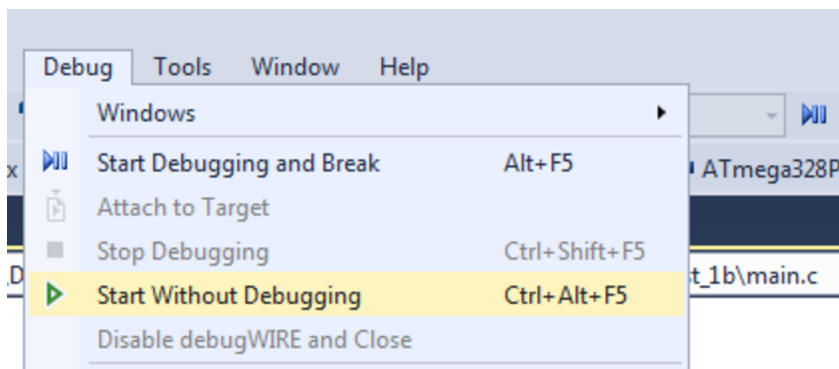 Debug Tools Window Help
Windows
Start Debugging and Break Alt+F5
x ATmega328P
Attach to Target
Stop Debugging Ctrl+Shift+F5
\D t_1b\main.c
Start Without Debugging Ctrl+Alt+F5
Disable debugWIRE and Close